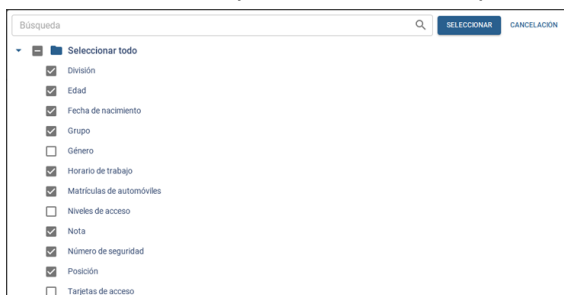 Búsqueda
SELECCIONAR
CANCELACIÓN
Seleccionar todo
División
Edad
Fecha de nacimiento
Grupo
Género
Horario de trabajo
Matrículas de automóviles
Niveles de acceso
Nota
Número de seguridad
Posición
Tarjetas de acceso